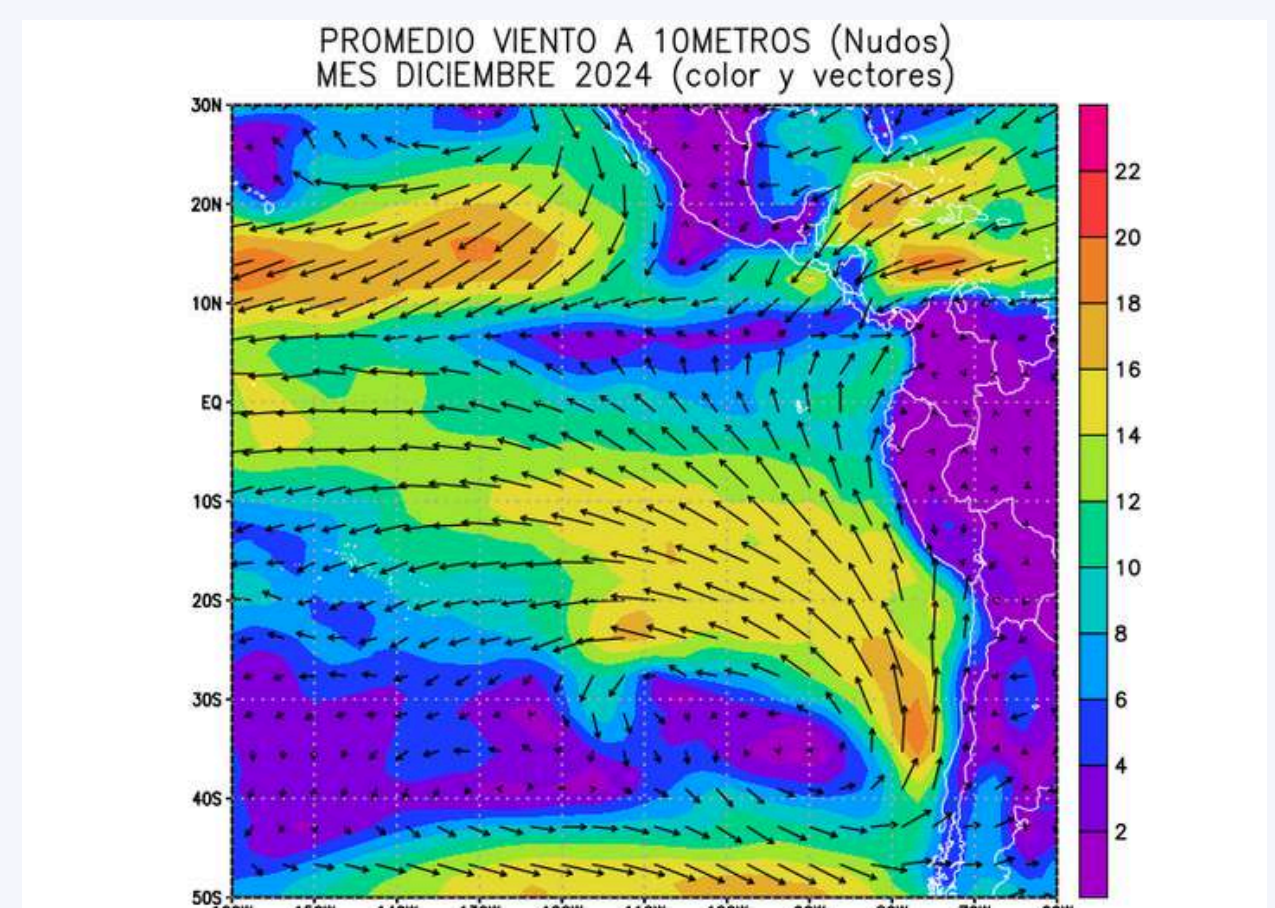 PROMEDIO VIENTO A 10METROS (Nudos)
MES DICIEMBRE 2024 (color y vectores)
30N
20N
10N
EQ
10S
20S
30S
40S
50S
22
20
18
16
14
12
10
8
6
4
2